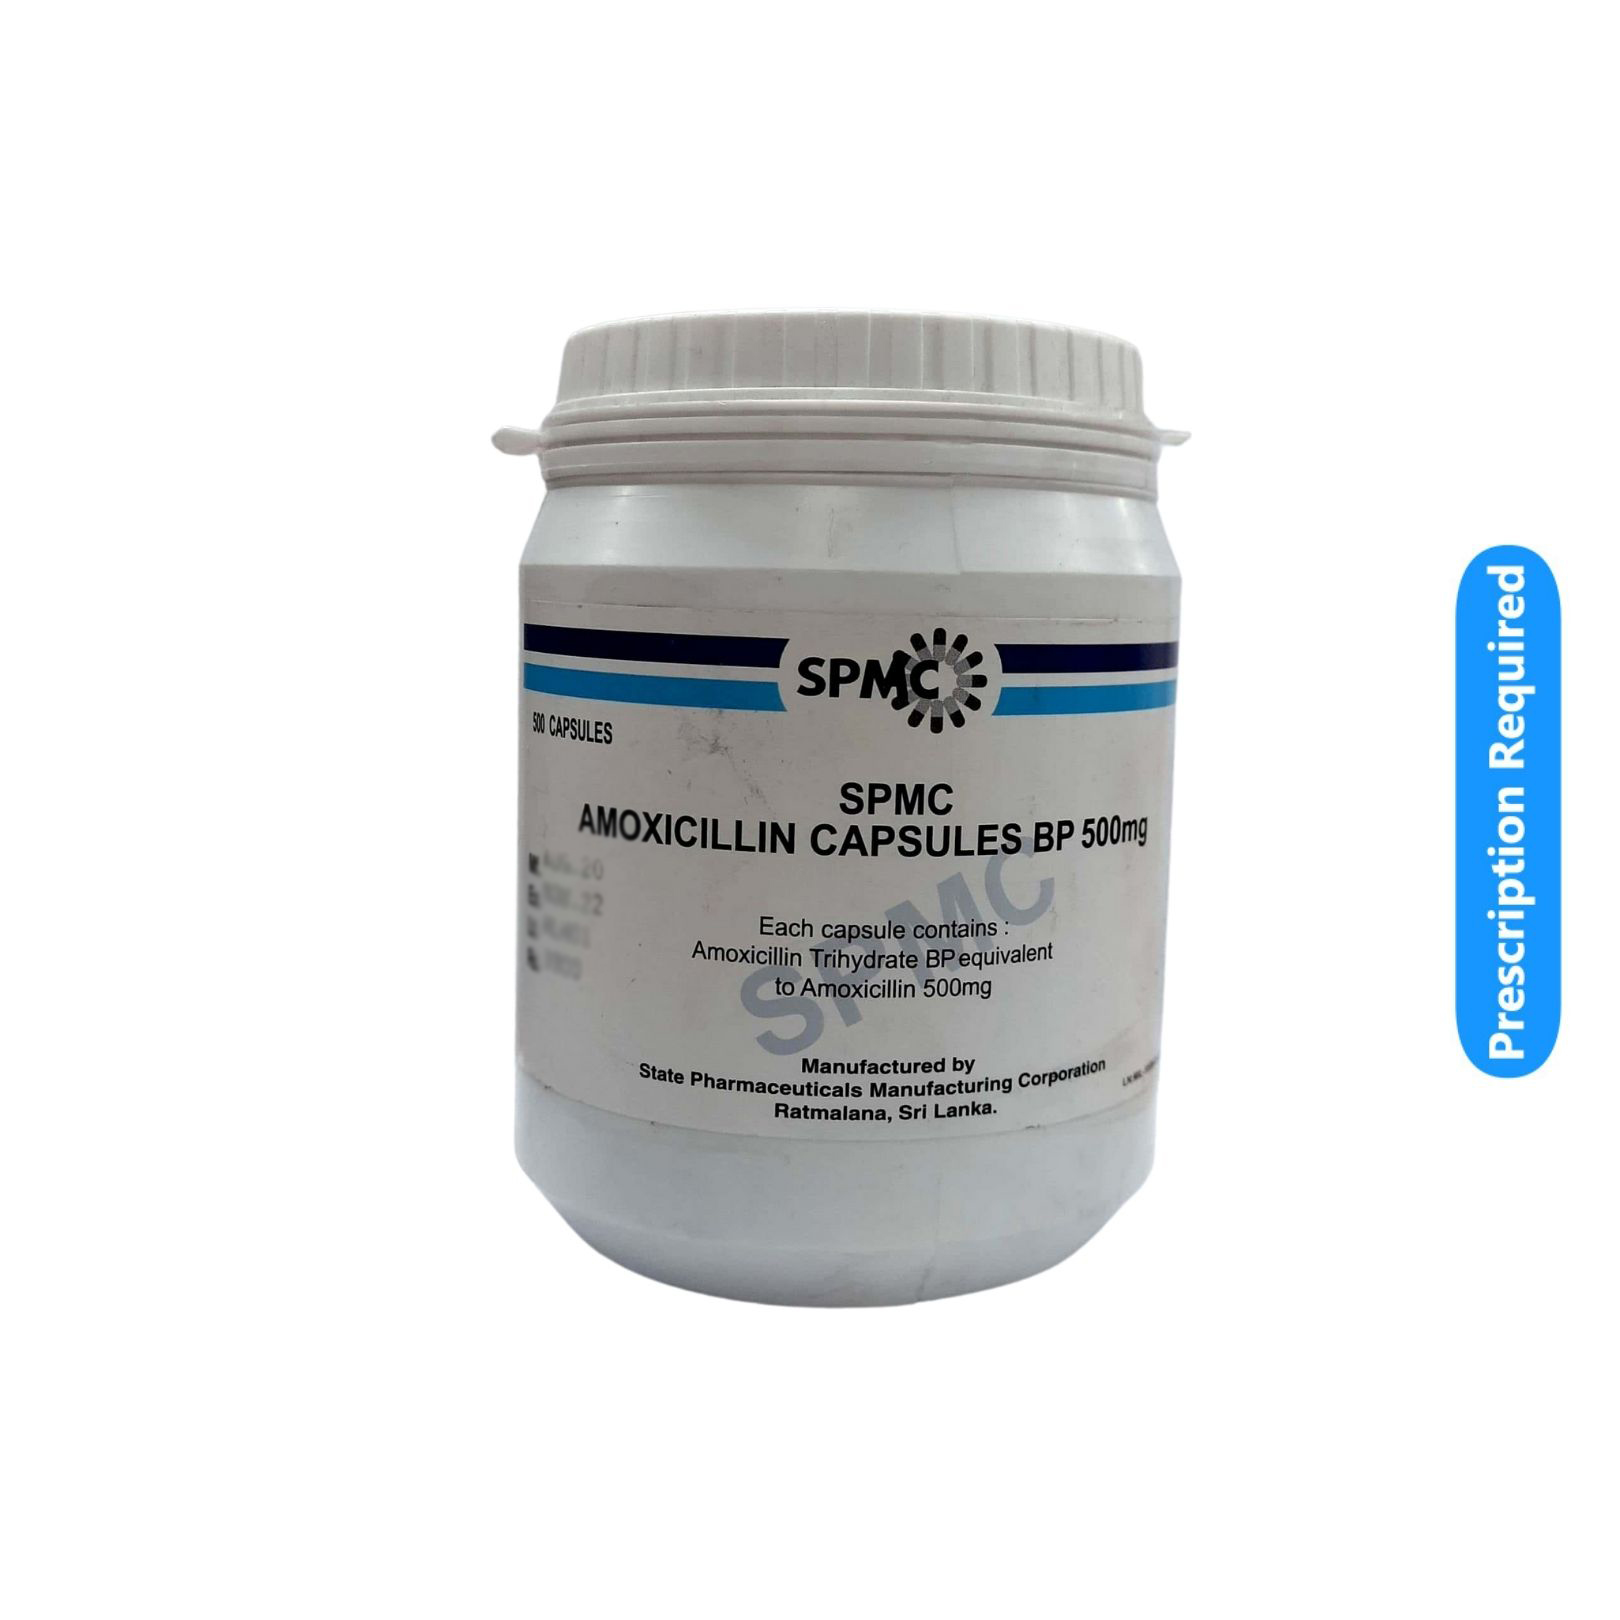 SPMC
500 CAPSULES
SPMC
AMOXICILLIN CAPSULES BP 500mg
Each capsule contains :
Amoxicillin Trihydrate BP equivalent
to Amoxicillin 500mg
SPMC
Manufactured by
State Pharmaceuticals Manufacturing Corporation
Ratmalana, Sri Lanka.
Prescription Required